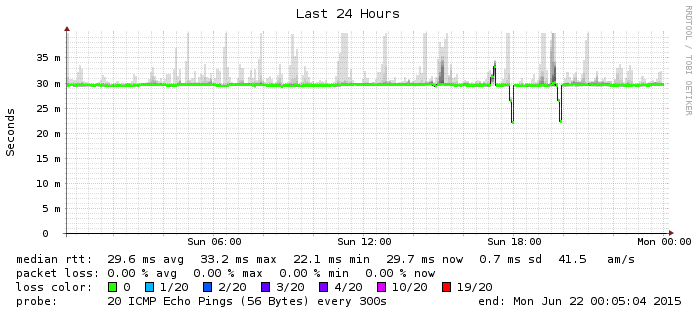 Last 24 Hours
RRDTOOL / TOBI OETIKER
Seconds
35 m
30 m
25 m
20 m
15 m
10 m
5 m
0
Sun 06:00 Sun 12:00 Sun 18:00 Mon 00:00
median rtt: 29.6 ms avg 33.2 ms max 22.1 ms min 29.7 ms now 0.7 ms sd 41.5 am/s
packet loss: 0.00 % avg 0.00 % max 0.00 % min 0.00 % now
loss color: 0 1/20 2/20 3/20 4/20 10/20 19/20
probe: 20 ICMP Echo Pings (56 Bytes) every 300s end: Mon Jun 22 00:05:04 2015